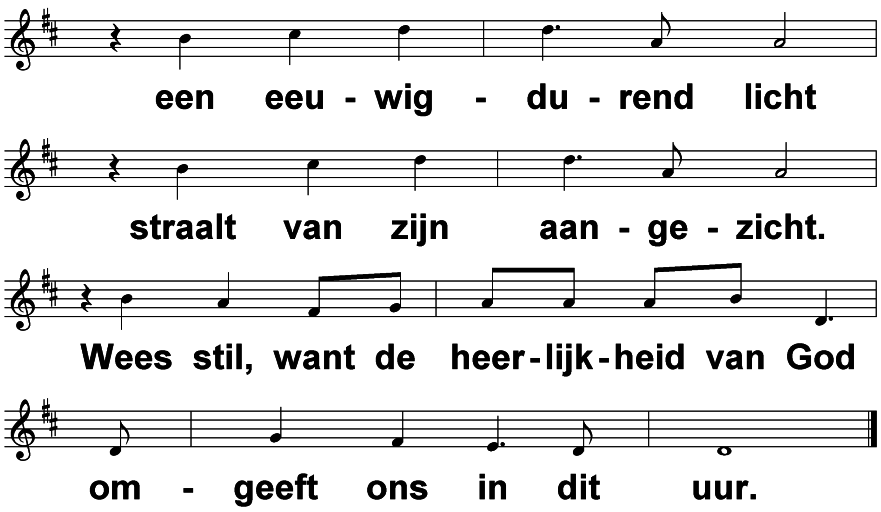 een eeu - wig - du - rend licht
straalt van zijn aan - ge - zicht.
Wees stil, want de heer - lijk - heid van God
om - geeft ons in dit uur.